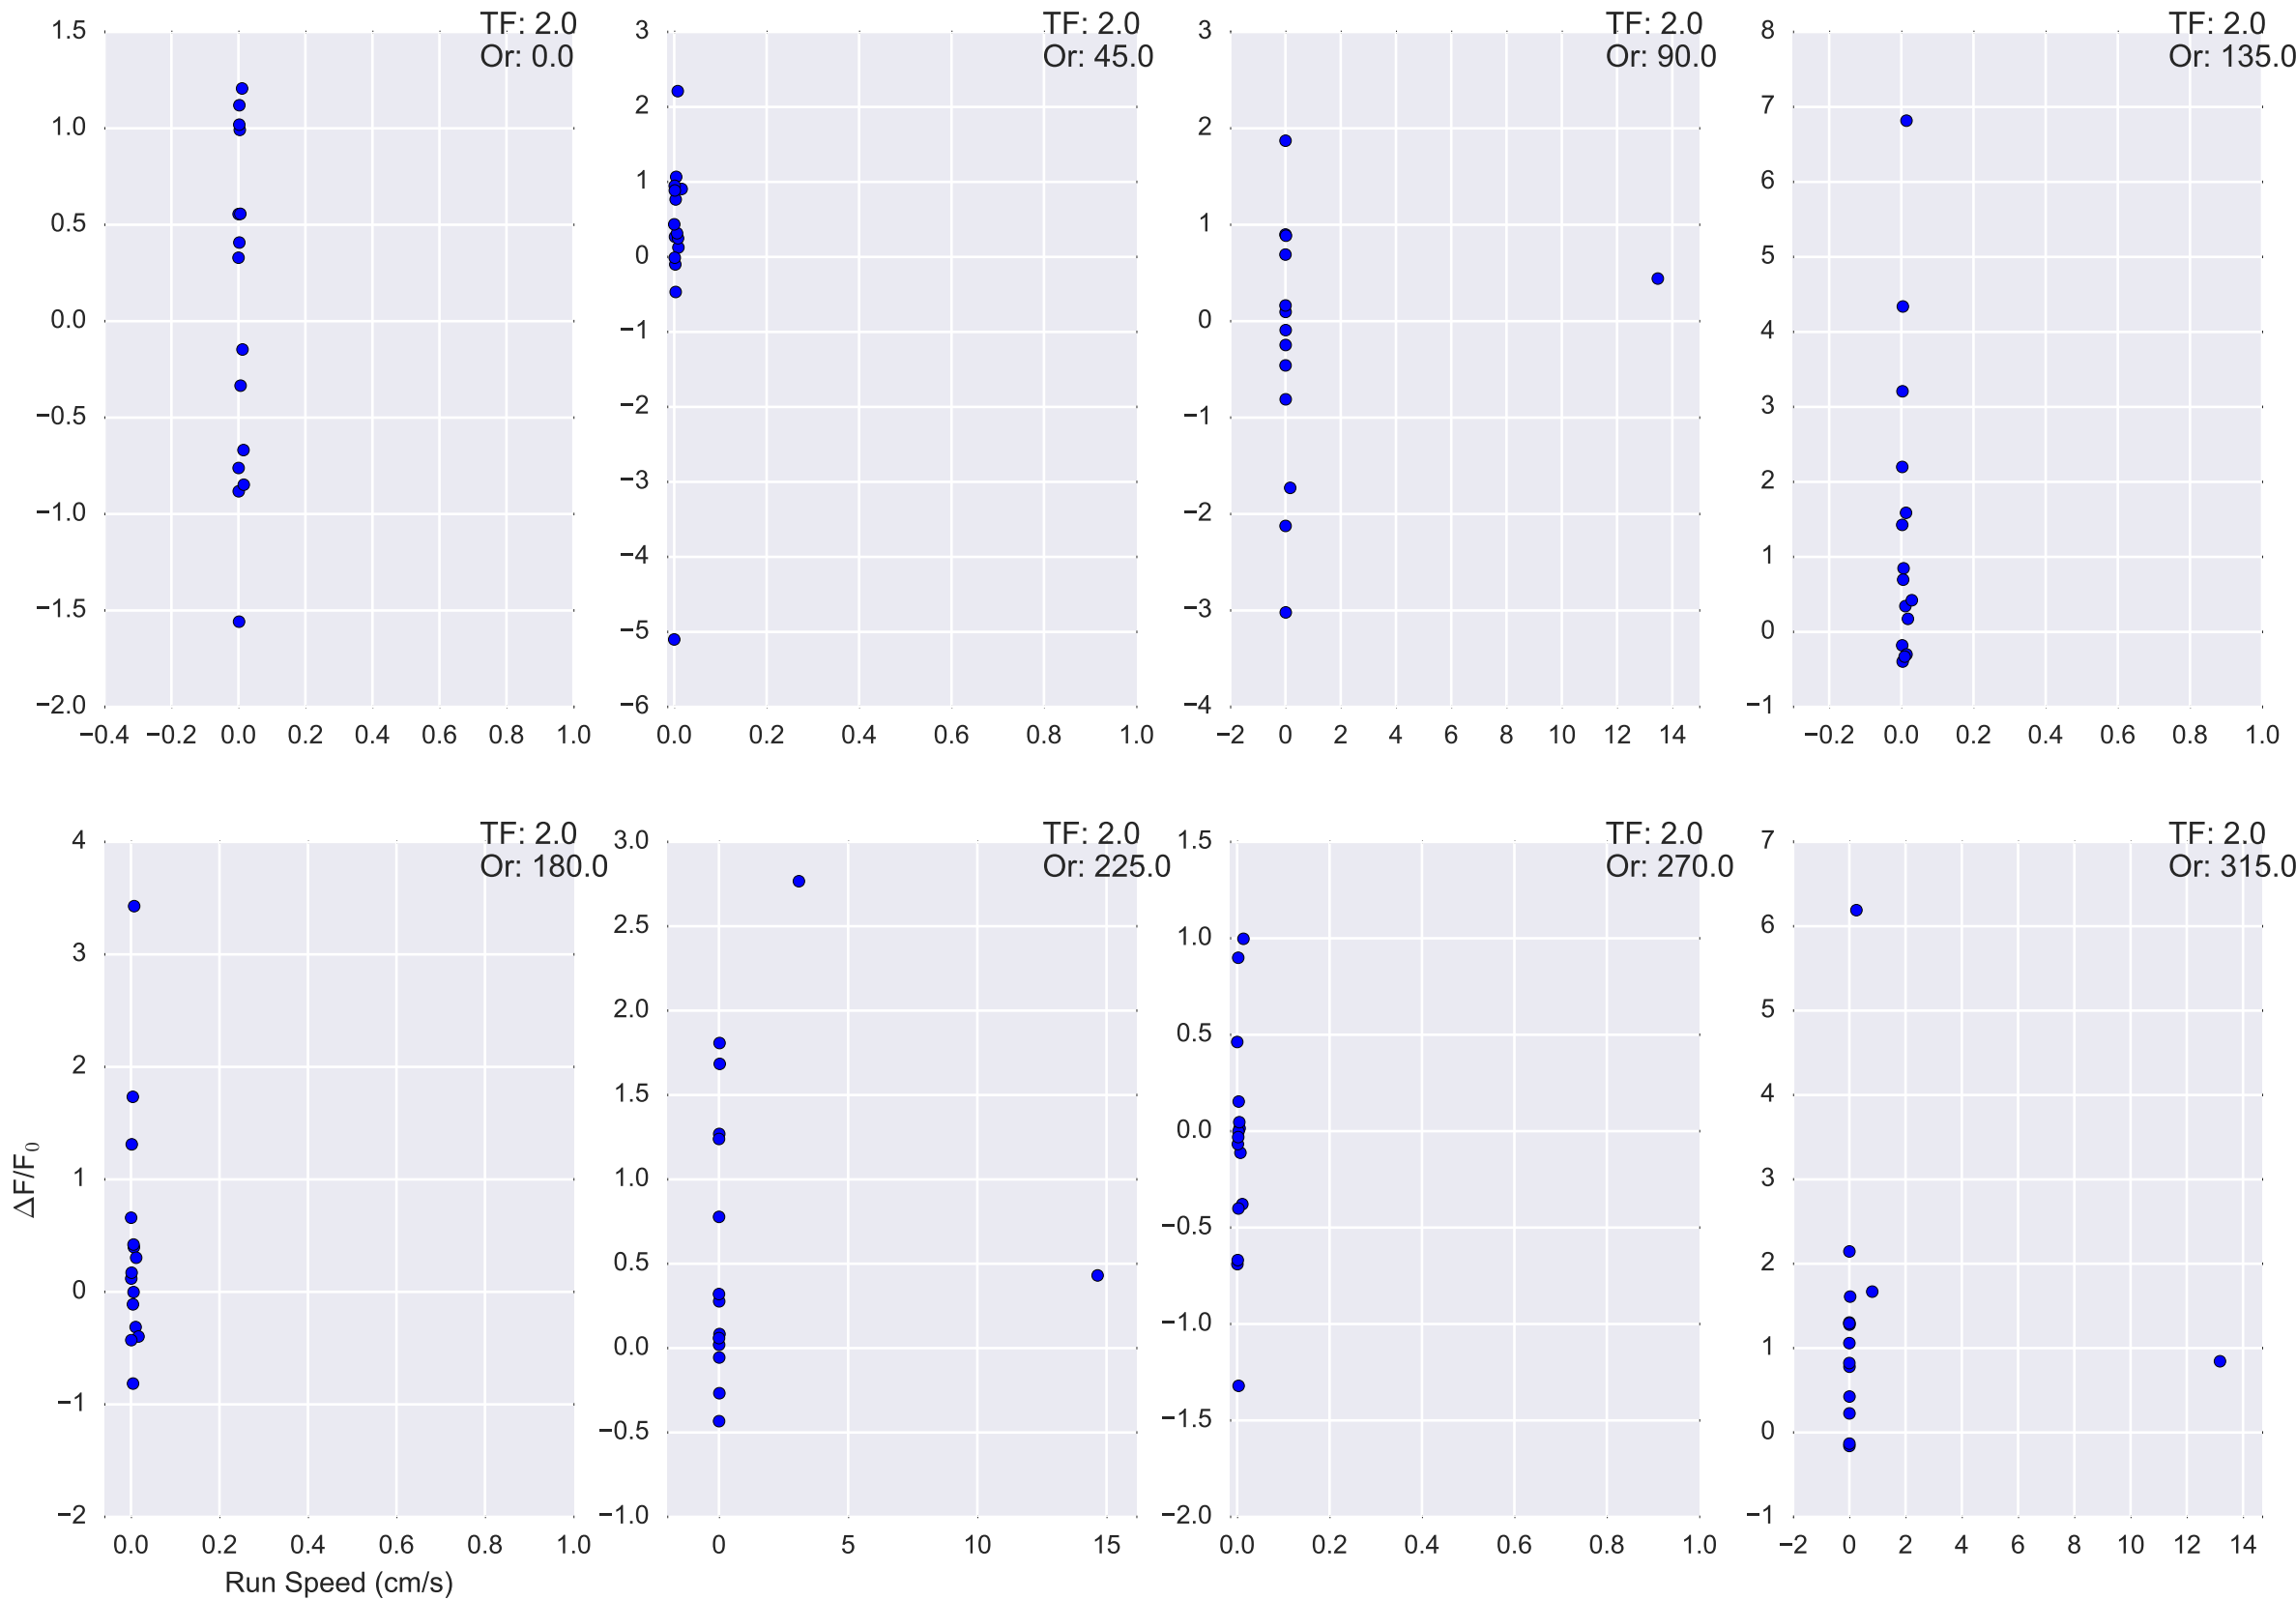 TF: 2.0
Or: 0.0
1.5
1.0
0.5
0.0
−0.5
−1.0
−1.5
−2.0
−0.4 −0.2 0.0 0.2 0.4 0.6 0.8 1.0
TF: 2.0
Or: 45.0
3
2
1
0
−1
−2
−3
−4
−5
−6
0.0 0.2 0.4 0.6 0.8 1.0
TF: 2.0
Or: 90.0
3
2
1
0
−1
−2
−3
−4
−2 0 2 4 6 8 10 12 14
TF: 2.0
Or: 135.0
8
7
6
5
4
3
2
1
0
−1
−0.2 0.0 0.2 0.4 0.6 0.8 1.0
TF: 2.0
Or: 180.0
4
3
2
1
0
−1
−2
ΔF/F₀
0.0 0.2 0.4 0.6 0.8 1.0
Run Speed (cm/s)
TF: 2.0
Or: 225.0
3.0
2.5
2.0
1.5
1.0
0.5
0.0
−0.5
−1.0
0 5 10 15
TF: 2.0
Or: 270.0
1.5
1.0
0.5
0.0
−0.5
−1.0
−1.5
−2.0
0.0 0.2 0.4 0.6 0.8 1.0
TF: 2.0
Or: 315.0
7
6
5
4
3
2
1
0
−1
−2 0 2 4 6 8 10 12 14